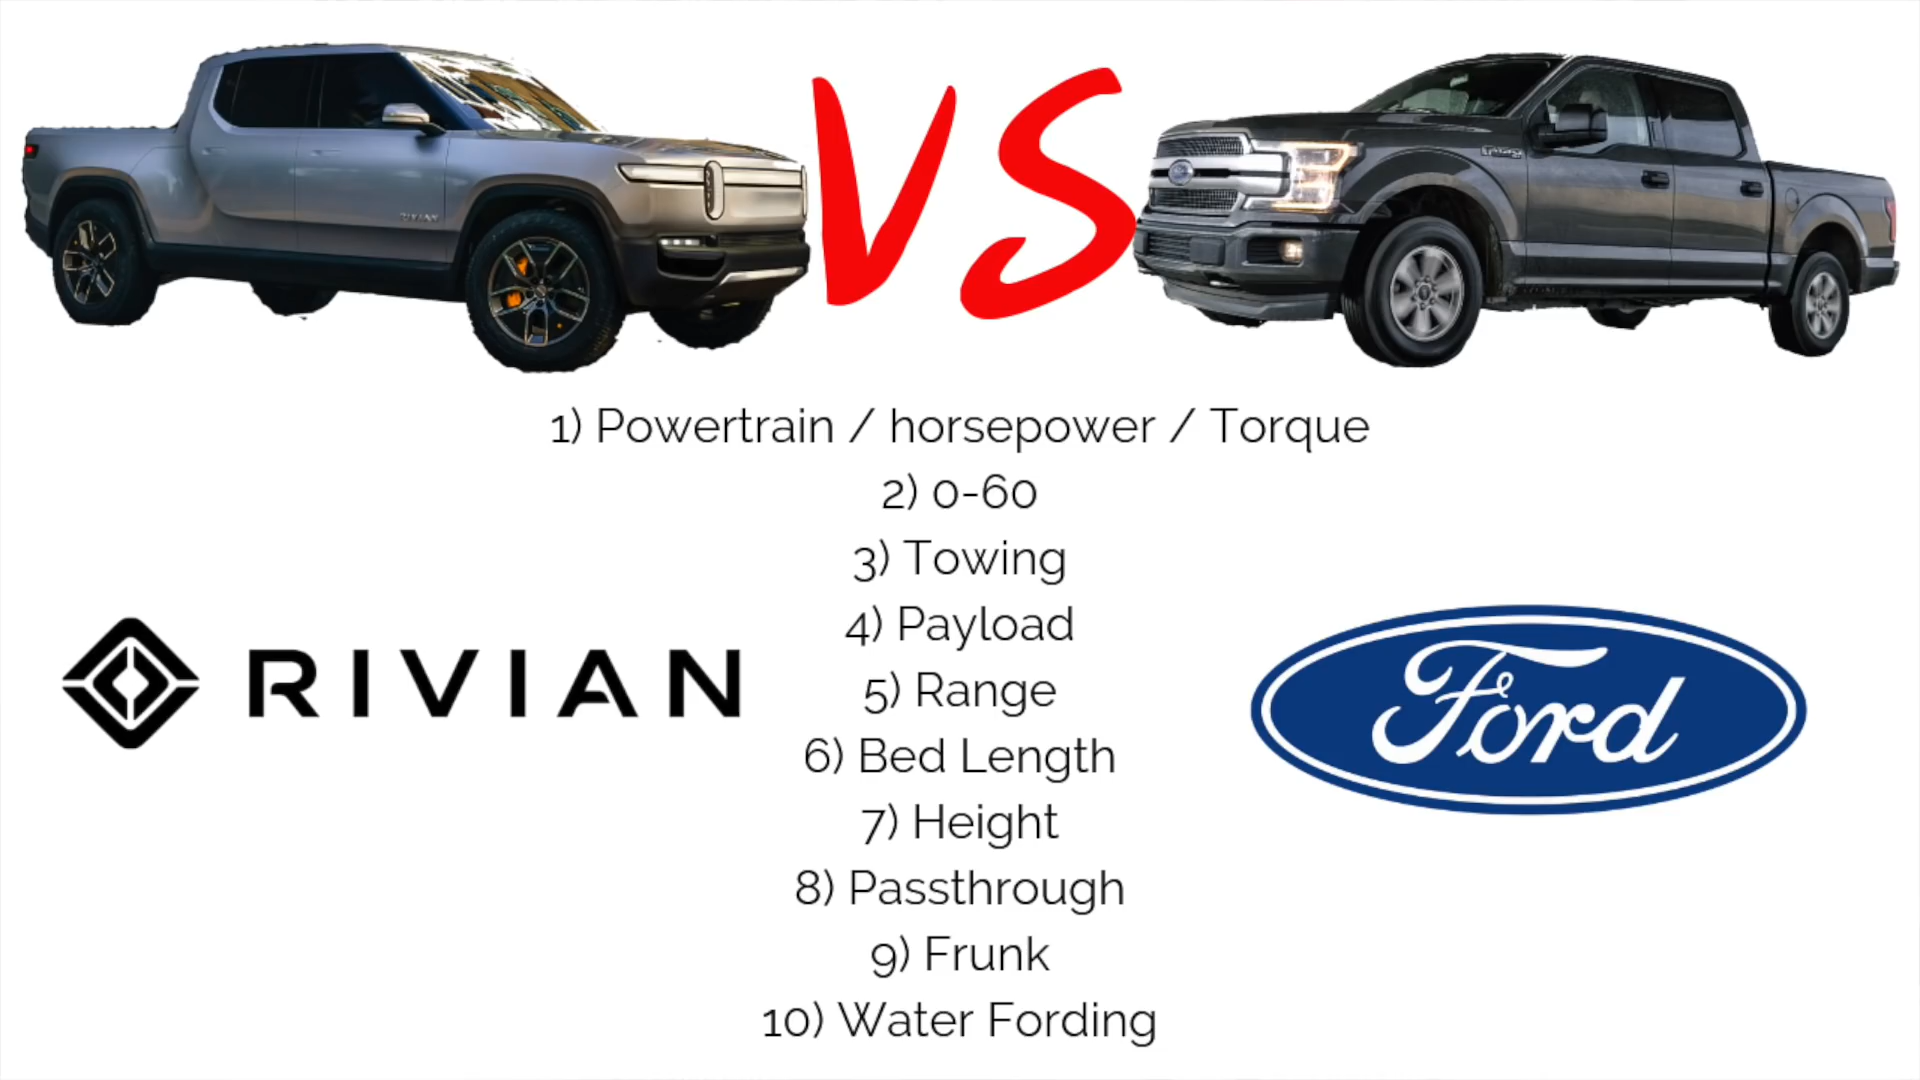 VS
1) Powertrain / horsepower / Torque
2) 0-60
3) Towing
4) Payload
5) Range
6) Bed Length
7) Height
8) Passthrough
9) Frunk
10) Water Fording
RIVIAN
Ford
RIVIAN